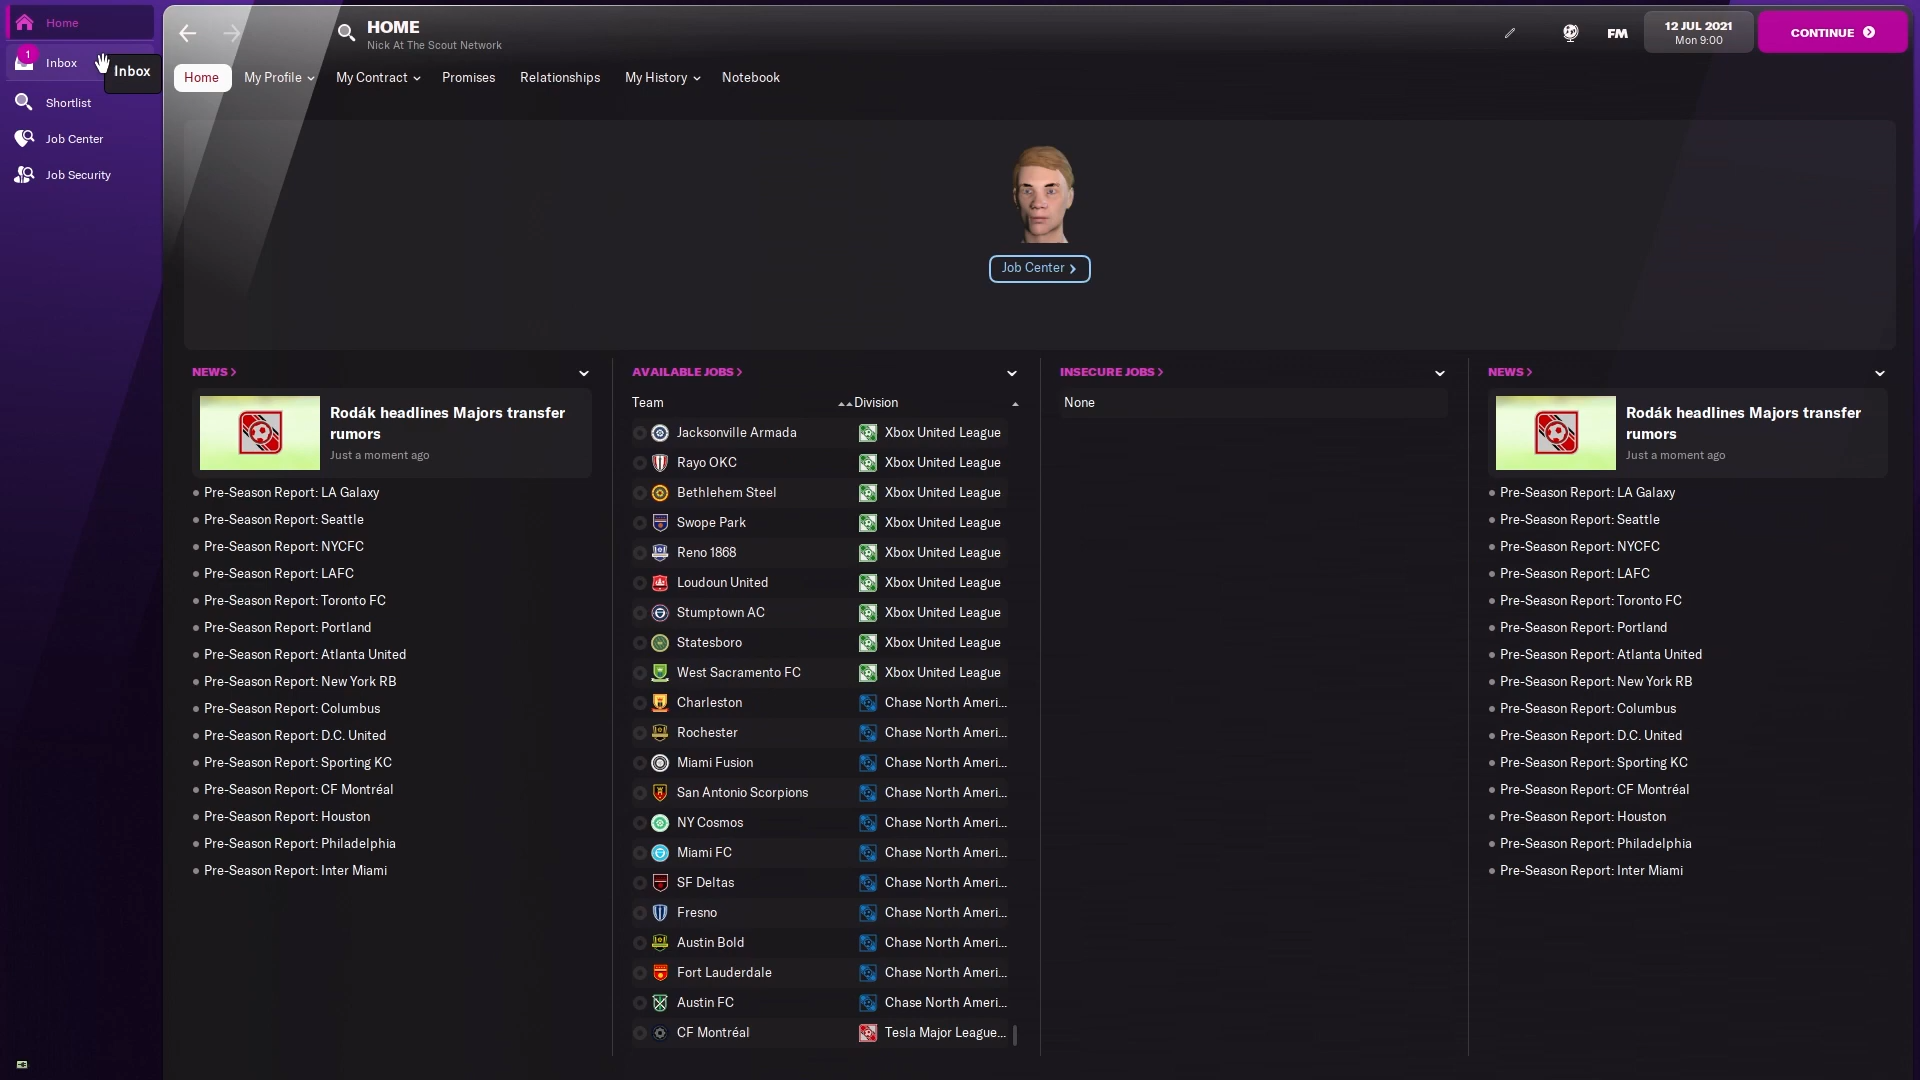 Home
1
Inbox
Inbox
Shortlist
Job Center
Job Security
HOME
Nick At The Scout Network
FM
12 JUL 2021
Mon 9:00
CONTINUE
Home
My Profile
My Contract
Promises
Relationships
My History
Notebook
Job Center
NEWS
Rodák headlines Majors transfer
rumors
Just a moment ago
Pre-Season Report: LA Galaxy
Pre-Season Report: Seattle
Pre-Season Report: NYCFC
Pre-Season Report: LAFC
Pre-Season Report: Toronto FC
Pre-Season Report: Portland
Pre-Season Report: Atlanta United
Pre-Season Report: New York RB
Pre-Season Report: Columbus
Pre-Season Report: D.C. United
Pre-Season Report: Sporting KC
Pre-Season Report: CF Montréal
Pre-Season Report: Houston
Pre-Season Report: Philadelphia
Pre-Season Report: Inter Miami
AVAILABLE JOBS
Team Division
Jacksonville Armada Xbox United League
Rayo OKC Xbox United League
Bethlehem Steel Xbox United League
Swope Park Xbox United League
Reno 1868 Xbox United League
Loudoun United Xbox United League
Stumptown AC Xbox United League
Statesboro Xbox United League
West Sacramento FC Xbox United League
Charleston Chase North Ameri...
Rochester Chase North Ameri...
Miami Fusion Chase North Ameri...
San Antonio Scorpions Chase North Ameri...
NY Cosmos Chase North Ameri...
Miami FC Chase North Ameri...
SF Deltas Chase North Ameri...
Fresno Chase North Ameri...
Austin Bold Chase North Ameri...
Fort Lauderdale Chase North Ameri...
Austin FC Chase North Ameri...
CF Montréal Tesla Major League...
INSECURE JOBS
None
NEWS
Rodák headlines Majors transfer
rumors
Just a moment ago
Pre-Season Report: LA Galaxy
Pre-Season Report: Seattle
Pre-Season Report: NYCFC
Pre-Season Report: LAFC
Pre-Season Report: Toronto FC
Pre-Season Report: Portland
Pre-Season Report: Atlanta United
Pre-Season Report: New York RB
Pre-Season Report: Columbus
Pre-Season Report: D.C. United
Pre-Season Report: Sporting KC
Pre-Season Report: CF Montréal
Pre-Season Report: Houston
Pre-Season Report: Philadelphia
Pre-Season Report: Inter Miami